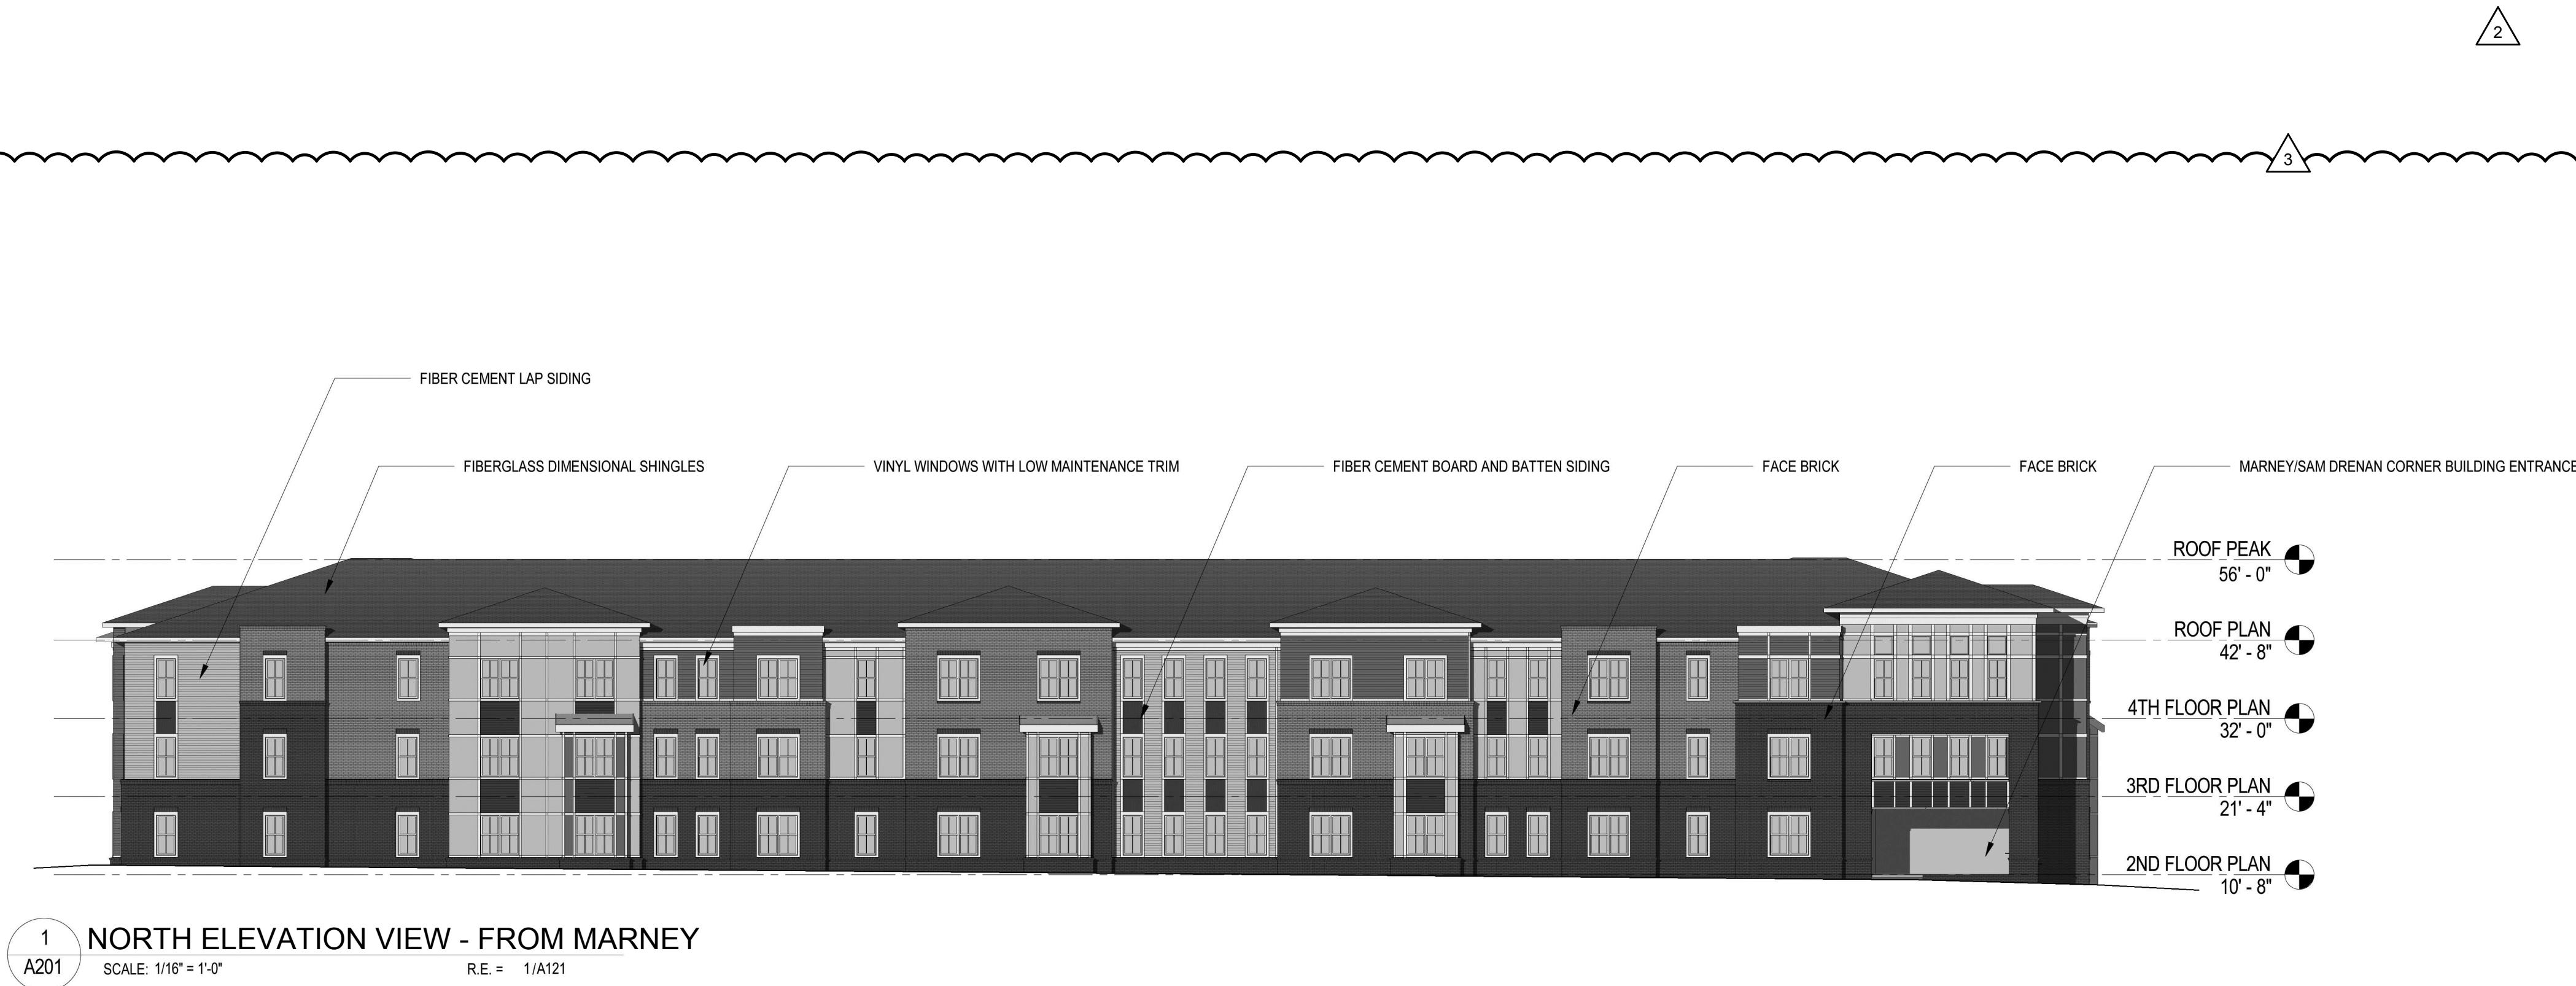 2
3
FIBER CEMENT LAP SIDING
FIBERGLASS DIMENSIONAL SHINGLES
VINYL WINDOWS WITH LOW MAINTENANCE TRIM
FIBER CEMENT BOARD AND BATTEN SIDING
FACE BRICK
FACE BRICK
MARNEY/SAM DRENAN CORNER BUILDING ENTRANCE
ROOF PEAK
56' - 0"
ROOF PLAN
42' - 8"
4TH FLOOR PLAN
32' - 0"
3RD FLOOR PLAN
21' - 4"
2ND FLOOR PLAN
10' - 8"
1
A201
NORTH ELEVATION VIEW - FROM MARNEY
SCALE: 1/16" = 1'-0"
R.E. = 1/A121